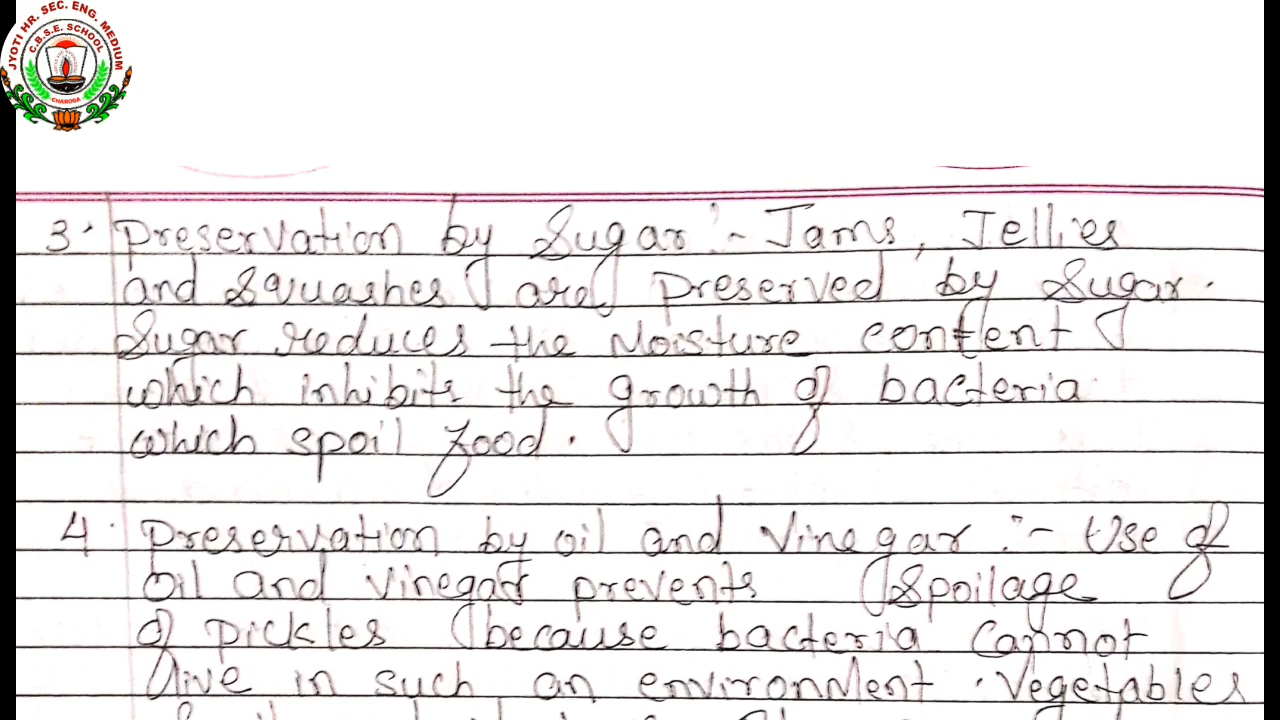 JYOTI HR. SEC. ENG. MEDIUM
C.B.S.E. SCHOOL
CHARODA
3. Preservation by Sugar :- Jams, Jellies
and Squashes are preserved by Sugar.
Sugar reduces the Moisture content
which inhibits the growth of bacteria
which spoil food.
4. Preservation by oil and Vinegar :- Use of
oil and vinegar prevents spoilage
of pickles because bacteria cannot
live in such an environment. Vegetables